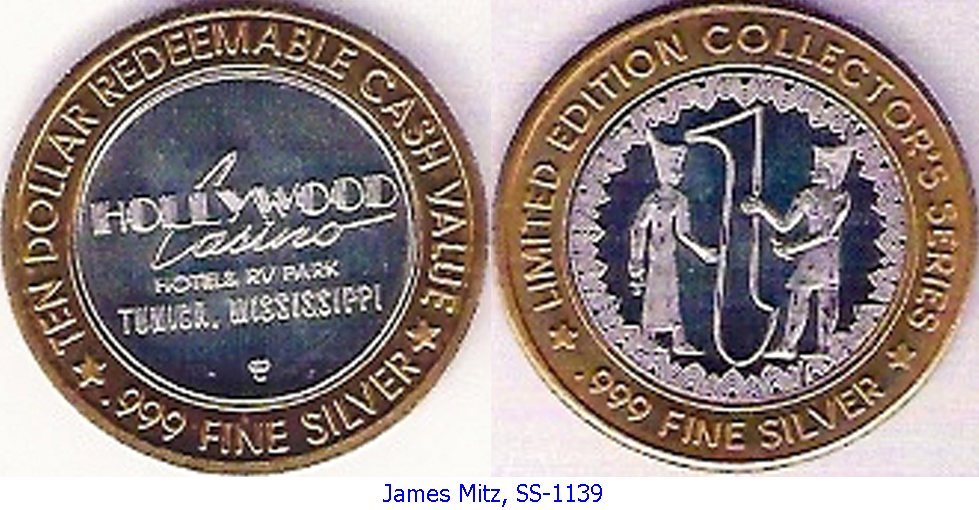 TEN DOLLAR REDEEMABLE CASH VALUE
HOLLYWOOD
Casino
HOTEL & RV PARK
TUNICA, MISSISSIPPI
.999 FINE SILVER
LIMITED EDITION COLLECTOR'S SERIES
.999 FINE SILVER
James Mitz, SS-1139